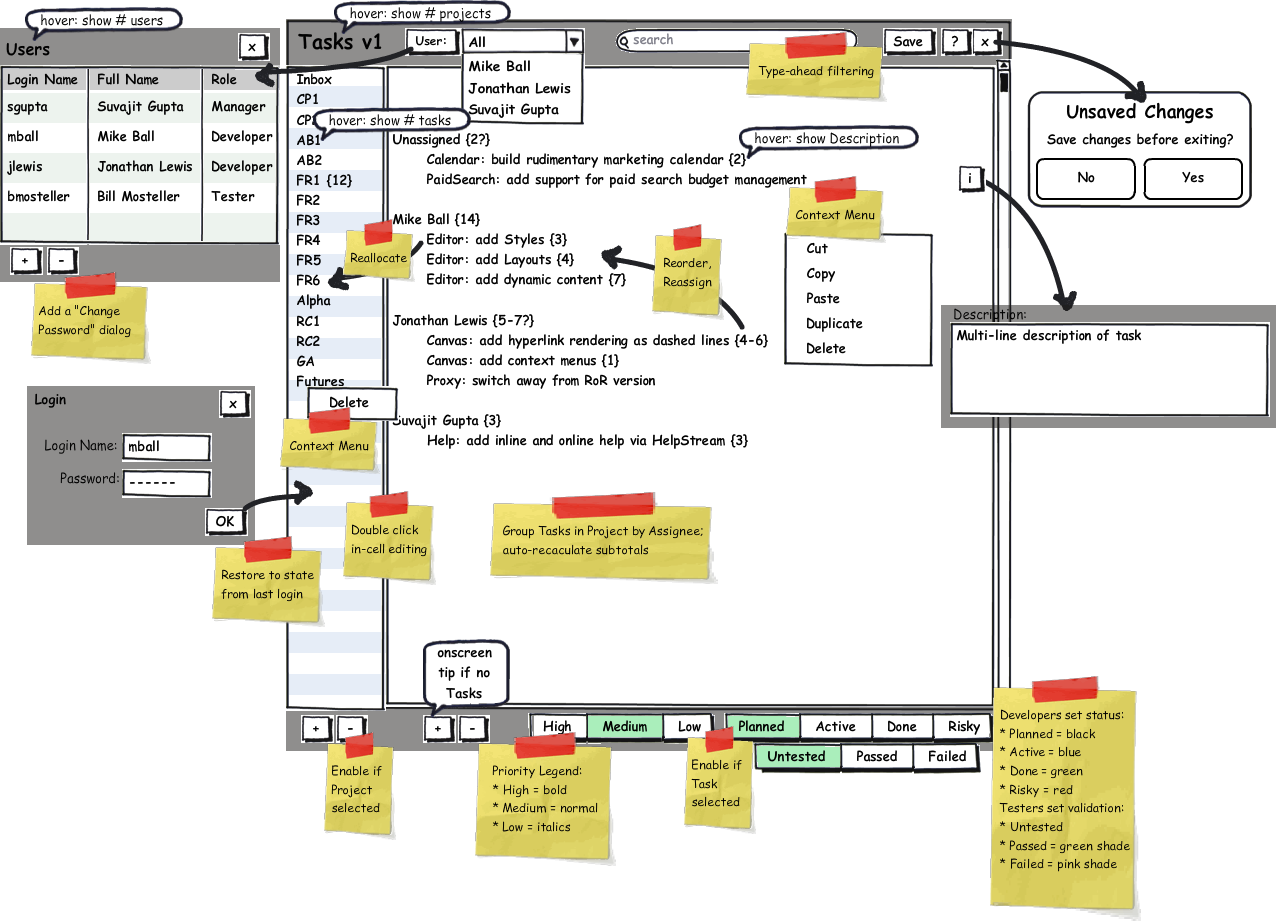 hover: show # users
Users
x
Login Name Full Name Role
sgupta Suvajit Gupta Manager
mball Mike Ball Developer
jlewis Jonathan Lewis Developer
bmosteller Bill Mosteller Tester
+ -
Add a "Change
Password" dialog
Login
x
Login Name: mball
Password: ------
OK
Restore to state
from last login
hover: show # projects
Tasks v1
User:
All
Mike Ball
Jonathan Lewis
Suvajit Gupta
search
Type-ahead filtering
Save
?
x
Inbox
CP1
CP2
hover: show # tasks
AB1
AB2
FR1 {12}
FR2
FR3
FR4
FR5
FR6
Alpha
RC1
RC2
GA
Futures
Delete
Context Menu
Reallocate
Double click
in-cell editing
Unassigned {2?}
hover: show Description
Calendar: build rudimentary marketing calendar {2}
PaidSearch: add support for paid search budget management
Mike Ball {14}
Editor: add Styles {3}
Editor: add Layouts {4}
Editor: add dynamic content {7}
Reorder,
Reassign
Jonathan Lewis {5-7?}
Canvas: add hyperlink rendering as dashed lines {4-6}
Canvas: add context menus {1}
Proxy: switch away from RoR version
Suvajit Gupta {3}
Help: add inline and online help via HelpStream {3}
Context Menu
Cut
Copy
Paste
Duplicate
Delete
Group Tasks in Project by Assignee;
auto-recaculate subtotals
onscreen
tip if no
Tasks
+ -
+ -
High Medium Low
Planned Active Done Risky
Untested Passed Failed
Enable if
Project
selected
Priority Legend:
* High = bold
* Medium = normal
* Low = italics
Enable if
Task
selected
Developers set status:
* Planned = black
* Active = blue
* Done = green
* Risky = red
Testers set validation:
* Untested
* Passed = green shade
* Failed = pink shade
Unsaved Changes
Save changes before exiting?
No Yes
i
Description:
Multi-line description of task